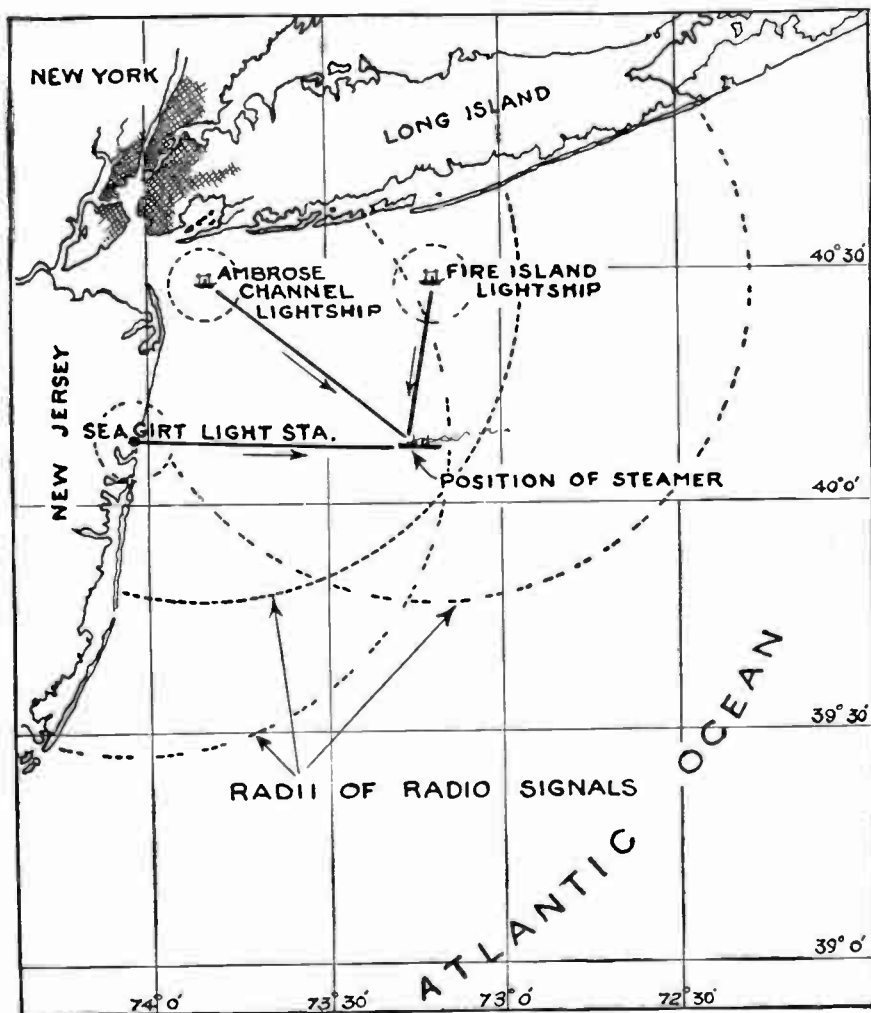 NEW YORK
LONG ISLAND
40°30'
AMBROSE
CHANNEL
LIGHTSHIP
FIRE ISLAND
LIGHTSHIP
NEW JERSEY
SEA GIRT LIGHT STA.
POSITION OF STEAMER
40°0'
39°30'
RADII OF RADIO SIGNALS
ATLANTIC OCEAN
39°0'
74°0'
73°30'
73°0'
72°30'